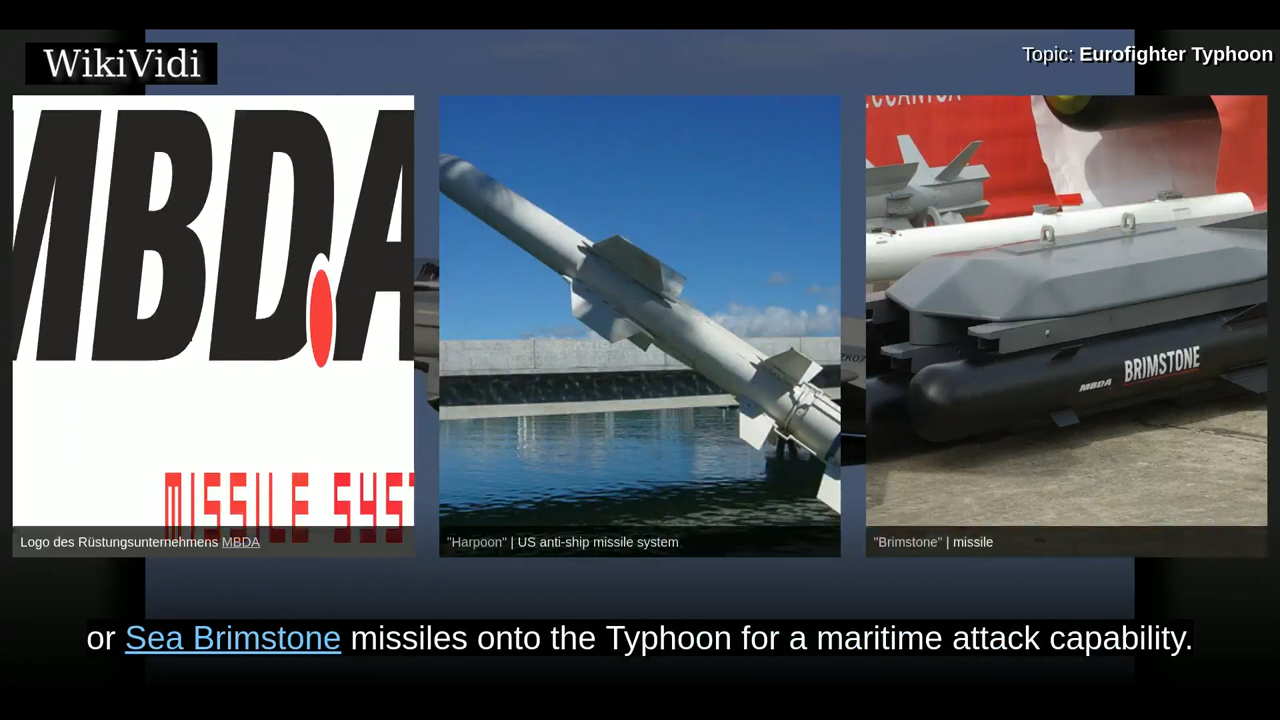 WikiVidi
Topic: Eurofighter Typhoon
MBDA
MISSILE SYST
Logo des Rüstungsunternehmens MBDA
"Harpoon" | US anti-ship missile system
MBDA BRIMSTONE
"Brimstone" | missile
or Sea Brimstone missiles onto the Typhoon for a maritime attack capability.